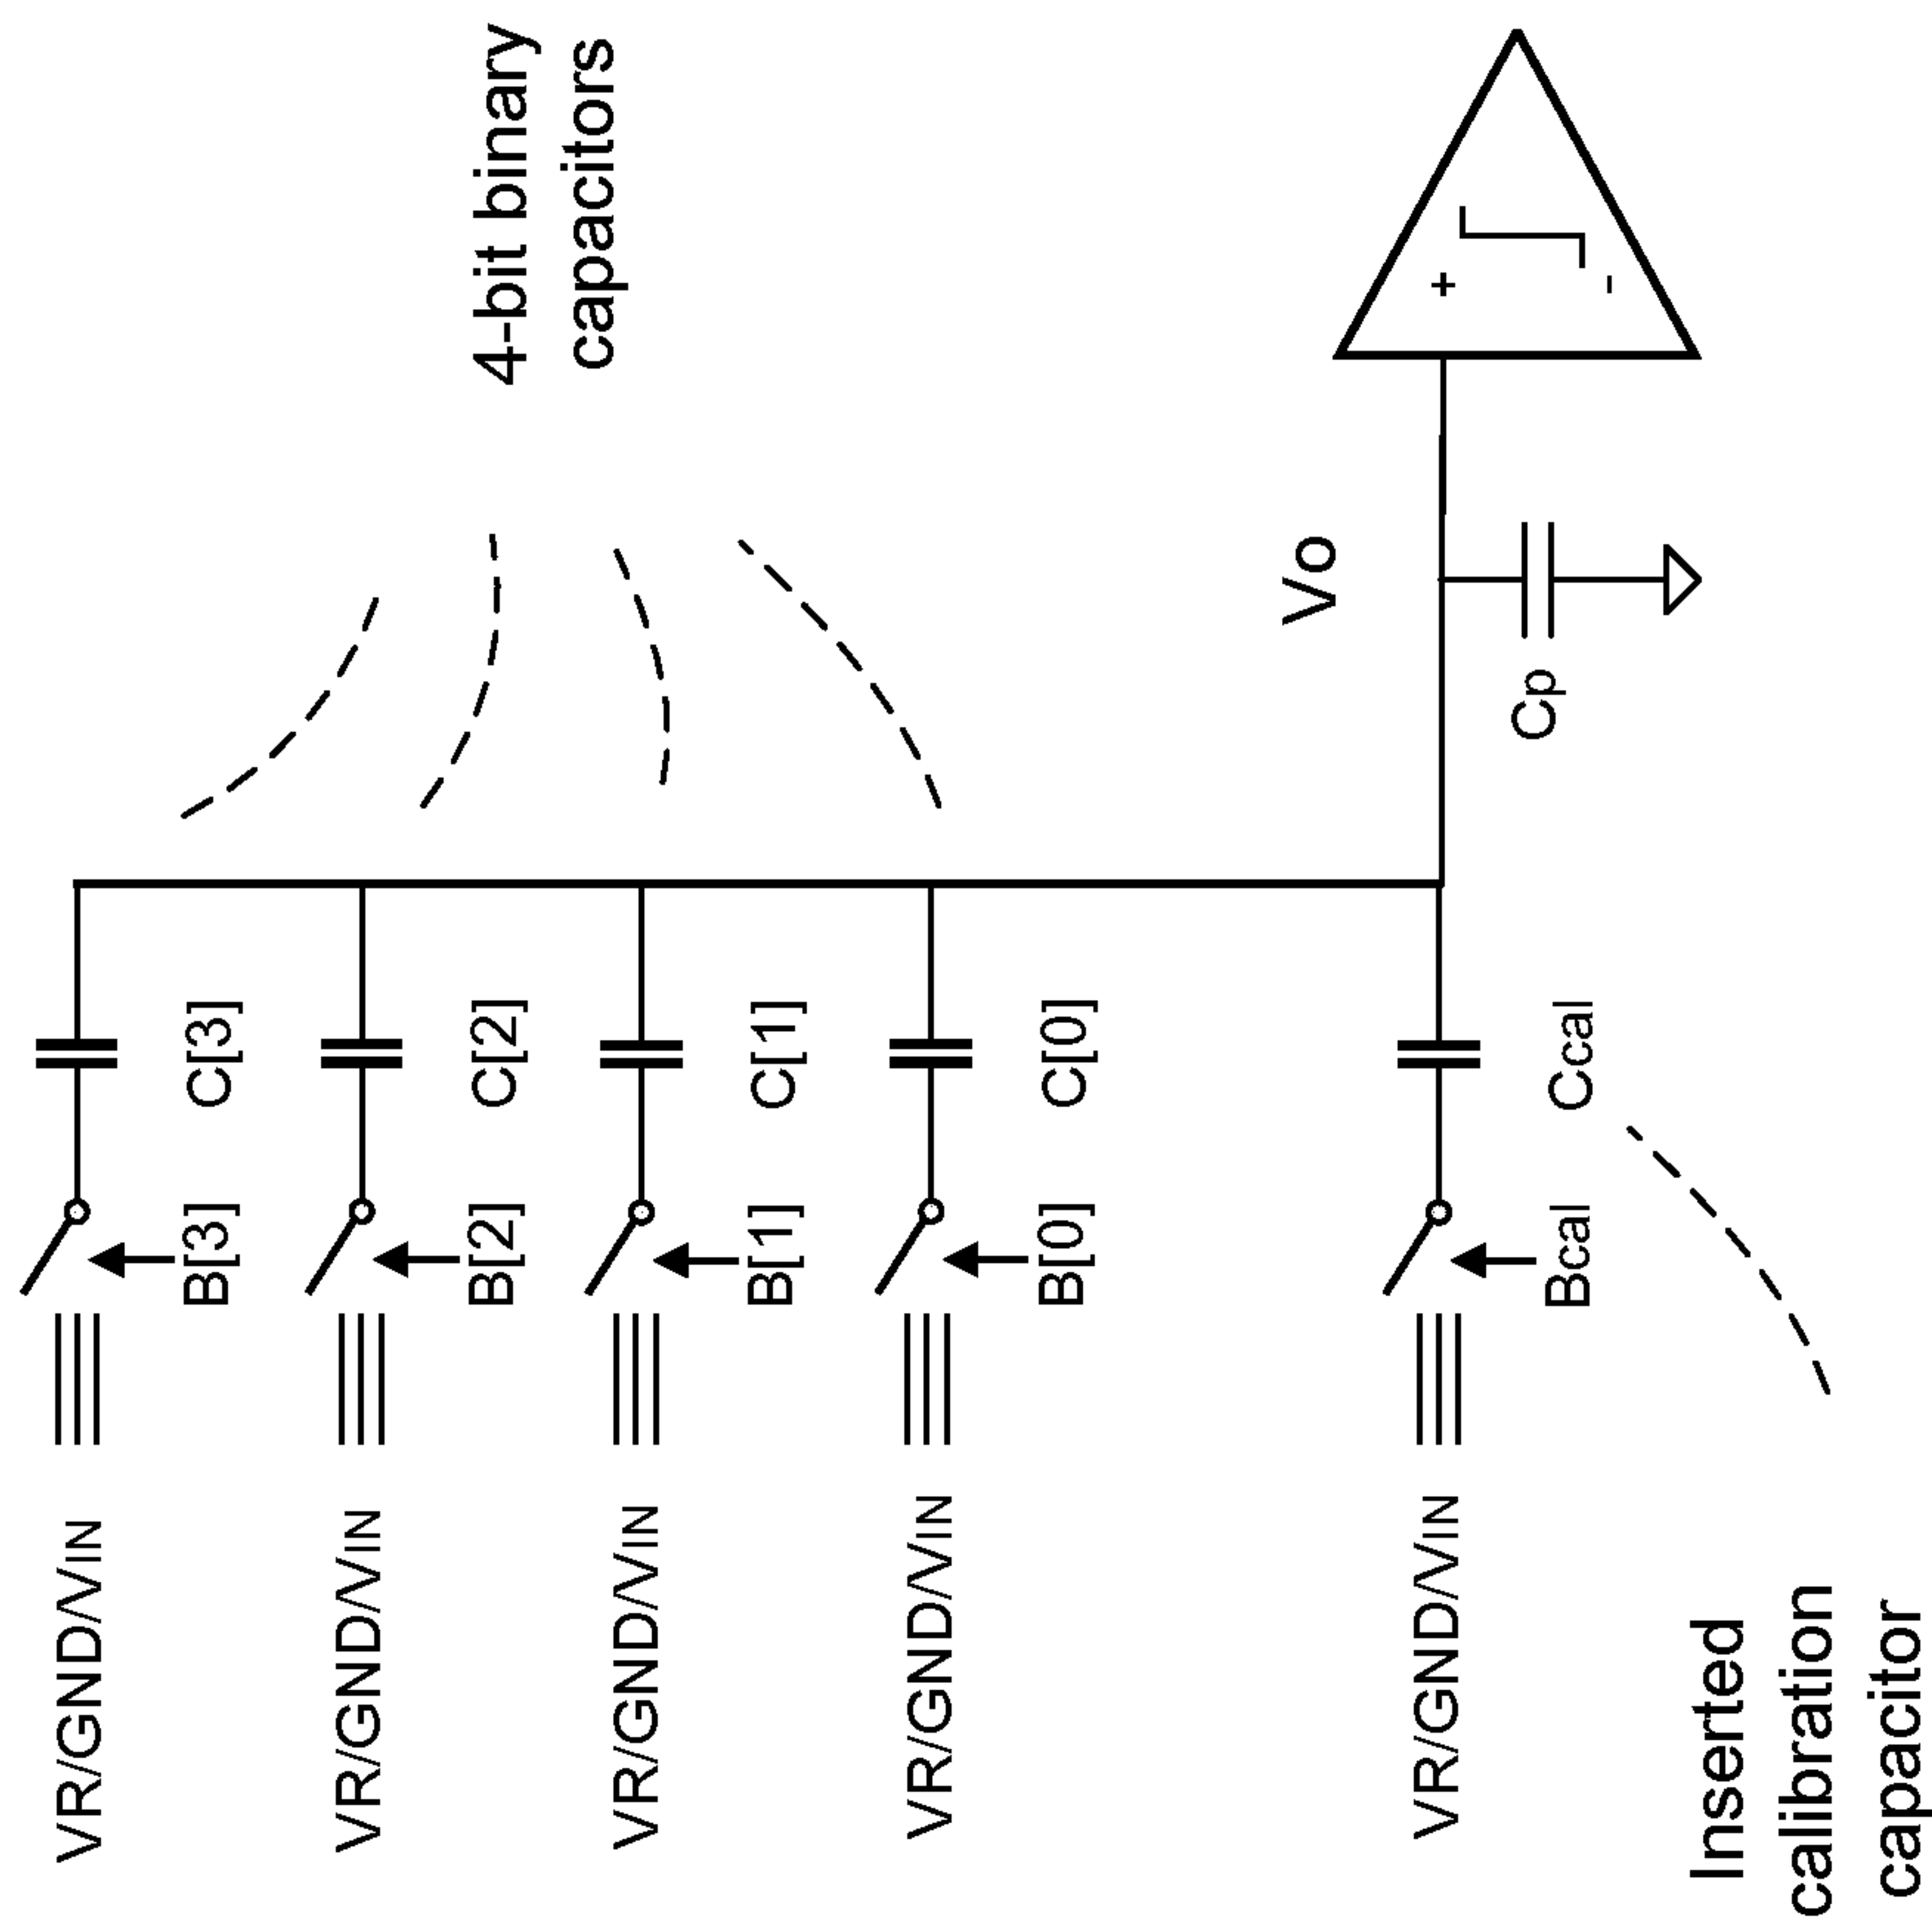 4-bit binary
capacitors
VR/GND/VIN
B[3]
C[3]
VR/GND/VIN
B[2]
C[2]
VR/GND/VIN
B[1]
C[1]
VR/GND/VIN
B[0]
C[0]
VR/GND/VIN
Bcal
Ccal
Vo
Cp
+
-
Inserted
calibration
capacitor